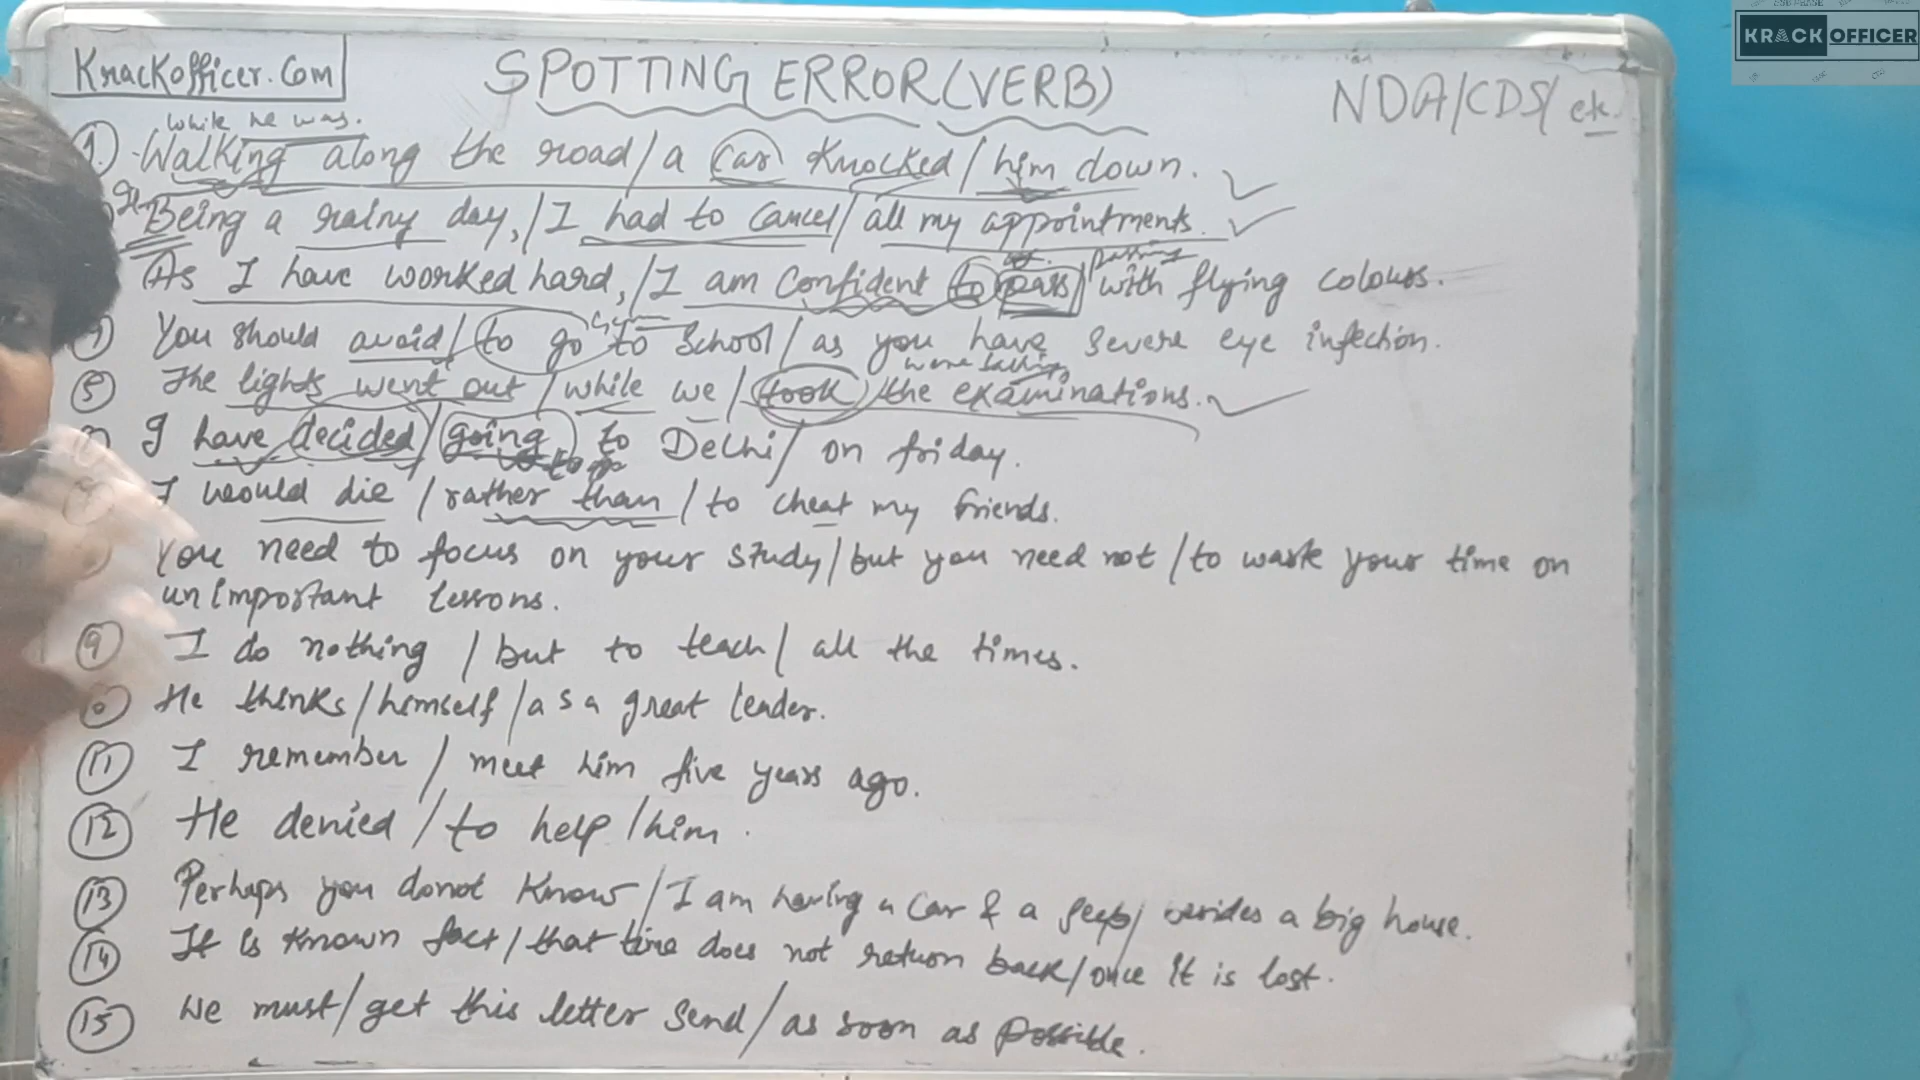 KRACK OFFICER
Krackofficer.Com
SPOTTING ERROR (VERB)
NDA/CDS/ etc.
while he was.
1. Walking along the road/a car knocked/him down.
It
Being a rainy day,/I had to cancel/all my appointments.
of passing
As I have worked hard,/I am confident to pass/with flying colours.
You should avoid/to go to school/as you have severe eye infection.
were taking
5 The lights went out/while we/took the examinations.
I have decided/going to Delhi/on friday.
to go
I would die/rather than/to cheat my friends.
You need to focus on your study/but you need not/to waste your time on
unimportant lessons.
9 I do nothing/but to teach/all the times.
He thinks/himself/as a great leader.
11 I remember/meet him five years ago.
12 He denied/to help/him.
13 Perhaps you donot know/I am having a car & a jeep/besides a big house.
14 It is known fact/that time does not return back/once it is lost.
15 We must/get this letter send/as soon as possible.